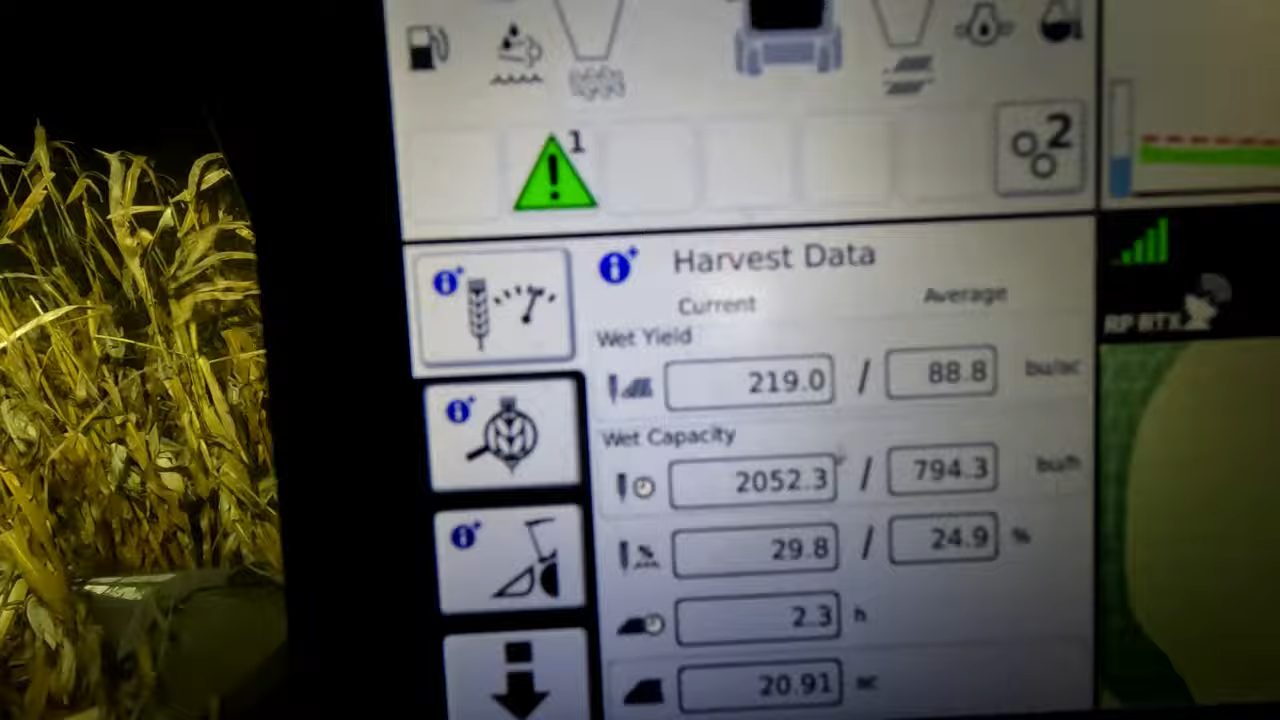 1
2
Harvest Data
Current Average
Wet Yield
219.0 / 88.8 bu/ac
Wet Capacity
2052.3 / 794.3 bu/h
29.8 / 24.9 %
2.3 h
20.91 ac
RP RTX